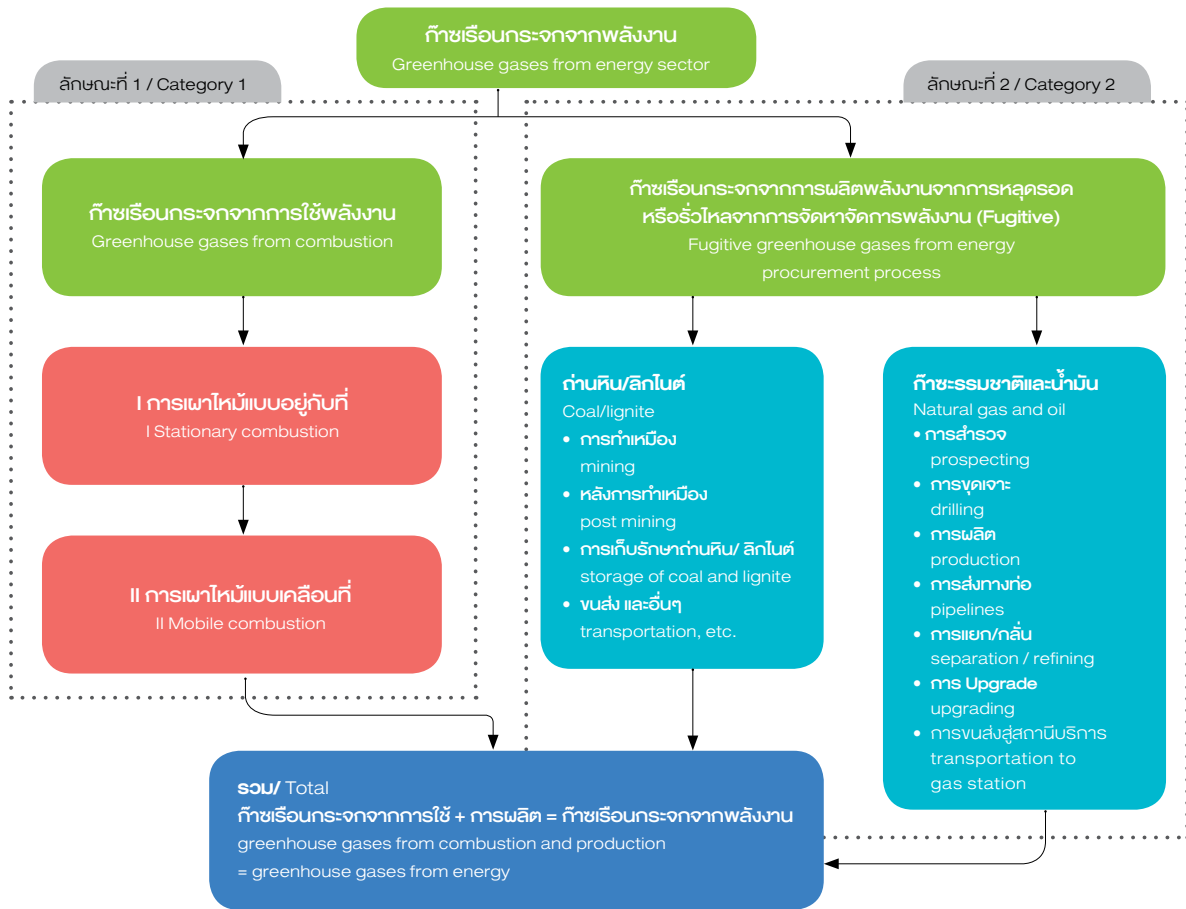 ก๊าซเรือนกระจกจากพลังงาน
Greenhouse gases from energy sector
ลักษณะที่ 1 / Category 1
ลักษณะที่ 2 / Category 2
ก๊าซเรือนกระจกจากการใช้พลังงาน
Greenhouse gases from combustion
I การเผาไหม้แบบอยู่กับที่
I Stationary combustion
II การเผาไหม้แบบเคลื่อนที่
II Mobile combustion
ก๊าซเรือนกระจกจากการผลิตพลังงานจากการหลุดรอด
หรือรั่วไหลจากการจัดหาจัดการพลังงาน (Fugitive)
Fugitive greenhouse gases from energy
procurement process
ถ่านหิน/ลิกไนต์
Coal/lignite
• การทำเหมือง
mining
• หลังการทำเหมือง
post mining
• การเก็บรักษาถ่านหิน/ ลิกไนต์
storage of coal and lignite
• ขนส่ง และอื่นๆ
transportation, etc.
ก๊าซะรรมชาติและน้ำมัน
Natural gas and oil
• การสำรวจ
prospecting
• การขุดเจาะ
drilling
• การผลิต
production
• การส่งทางท่อ
pipelines
• การแยก/กลั่น
separation / refining
• การ Upgrade
upgrading
• การขนส่งสู่สถานีบริการ
transportation to
gas station
รวม/ Total
ก๊าซเรือนกระจกจากการใช้ + การผลิต = ก๊าซเรือนกระจกจากพลังงาน
greenhouse gases from combustion and production
= greenhouse gases from energy